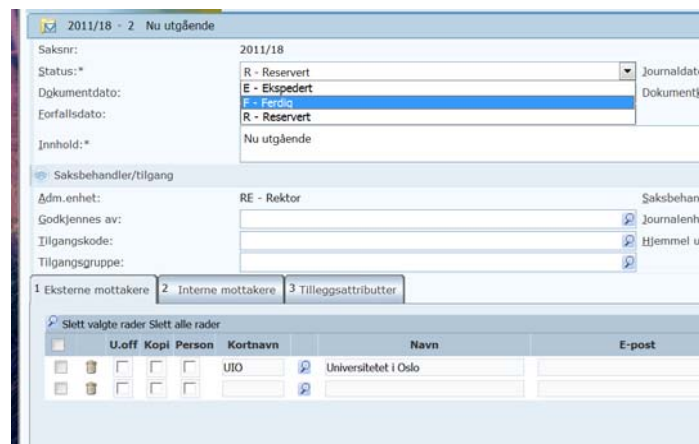 2011/18 - 2 Nu utgående
Saksnr: 2011/18
Status:* R - Reservert Journaldato
E - Ekspedert
Dokumentdato: F - Ferdig
R - Reservert
Forfallsdato:
Innhold:* Nu utgående
Saksbehandler/tilgang
Adm.enhet: RE - Rektor Saksbehan
Godkjennes av: Journalenh
Tilgangskode: Hjemmel u
Tilgangsgruppe:
1 Eksterne mottakere 2 Interne mottakere 3 Tilleggsattributter
Slett valgte rader Slett alle rader
U.off Kopi Person Kortnavn Navn E-post
UIO Universitetet i Oslo